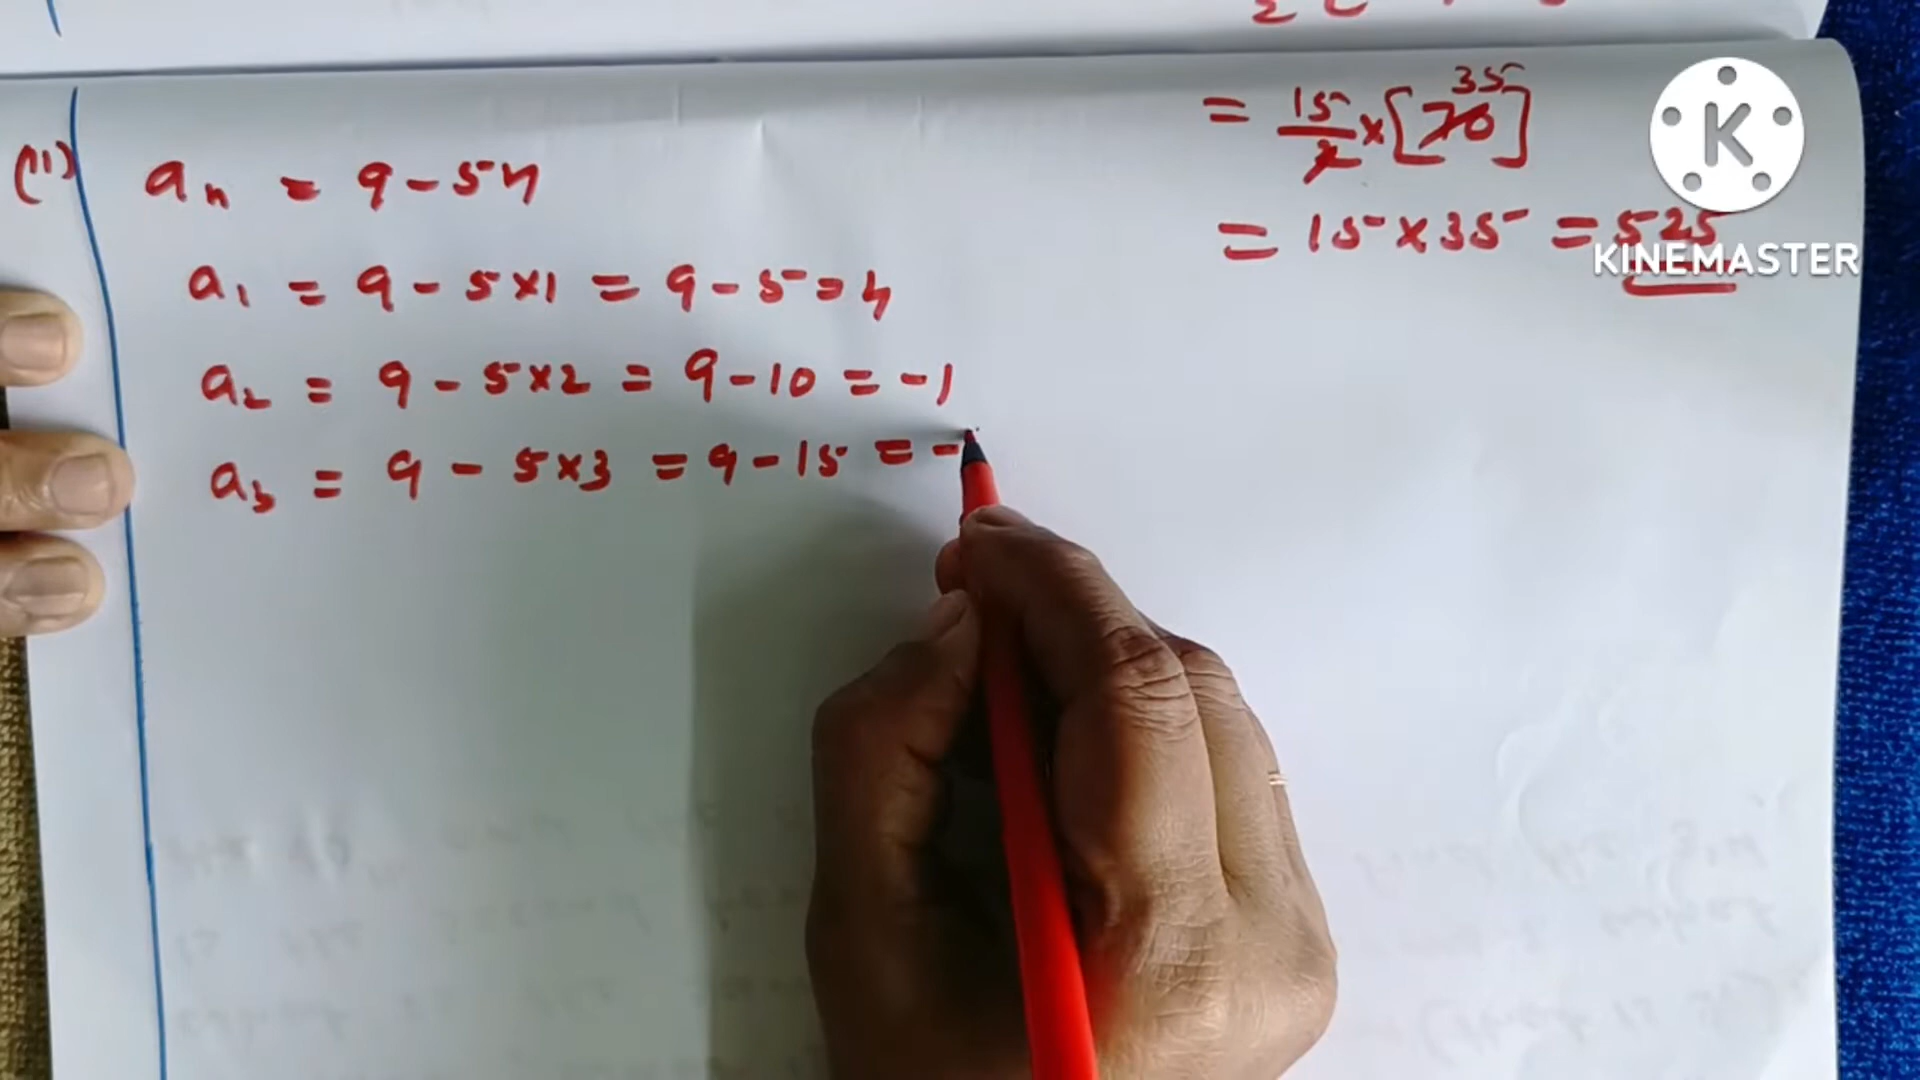 = 15/2 × [70] 35
= 15×35 = 525
KINEMASTER
(ii) an = 9-5n
a1 = 9-5×1 = 9-5=4
a2 = 9-5×2 = 9-10 = -1
a3 = 9-5×3 = 9-15 = -